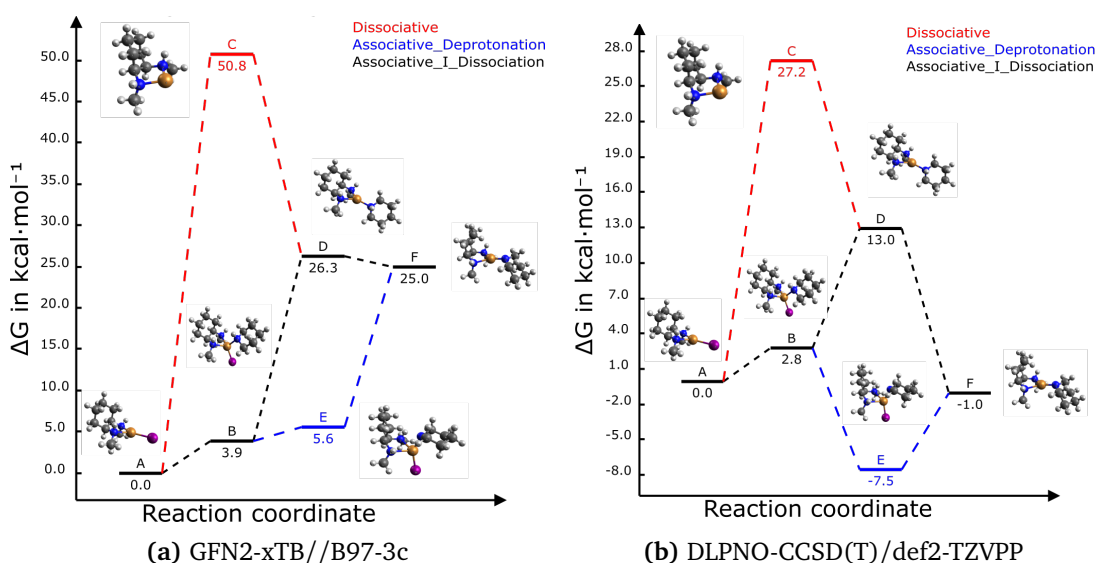 Dissociative
Associative_Deprotonation
Associative_I_Dissociation
ΔG in kcal·mol⁻¹
50.0
45.0
40.0
35.0
30.0
25.0
20.0
15.0
10.0
5.0
0.0
C
50.8
D
26.3
F
25.0
B
3.9
E
5.6
A
0.0
Reaction coordinate
(a) GFN2-xTB//B97-3c
Dissociative
Associative_Deprotonation
Associative_I_Dissociation
ΔG in kcal·mol⁻¹
28.0
25.0
22.0
19.0
16.0
13.0
10.0
7.0
4.0
1.0
-2.0
-5.0
-8.0
C
27.2
D
13.0
B
2.8
A
0.0
F
-1.0
E
-7.5
Reaction coordinate
(b) DLPNO-CCSD(T)/def2-TZVPP